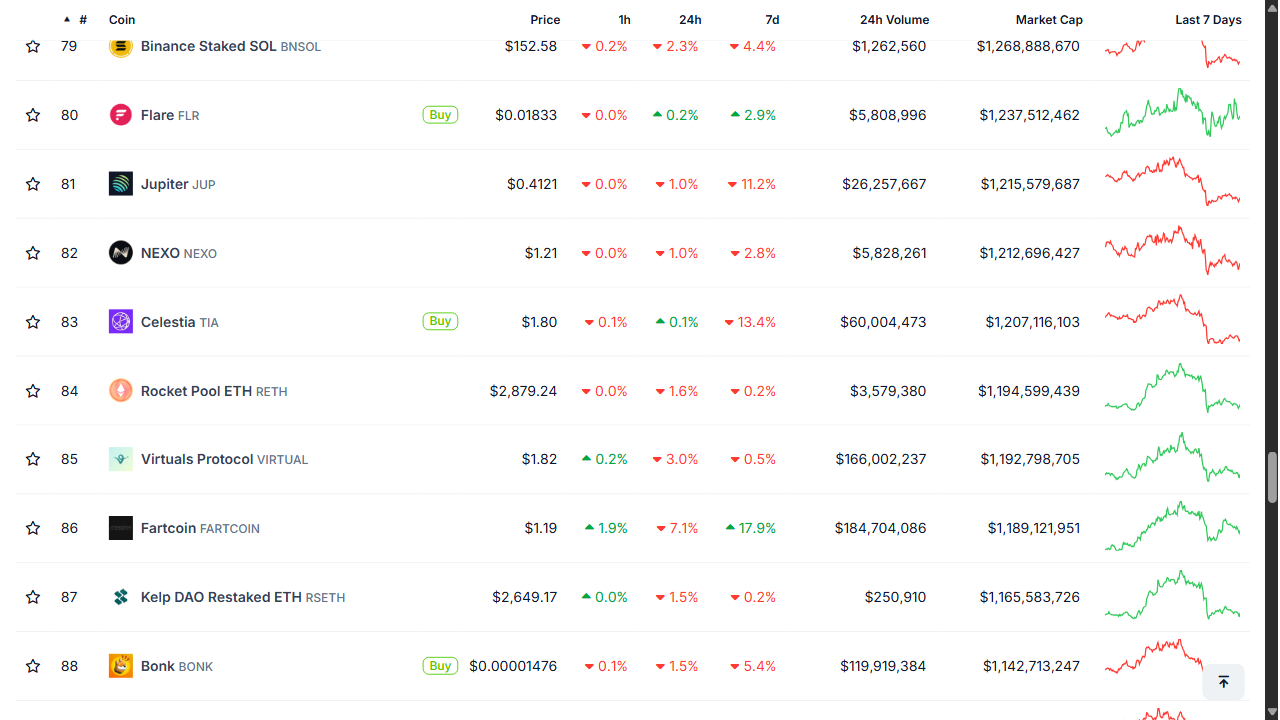 # Coin Price 1h 24h 7d 24h Volume Market Cap Last 7 Days
79 Binance Staked SOL BNSOL $152.58 0.2% 2.3% 4.4% $1,262,560 $1,268,888,670
80 Flare FLR Buy $0.01833 0.0% 0.2% 2.9% $5,808,996 $1,237,512,462
81 Jupiter JUP $0.4121 0.0% 1.0% 11.2% $26,257,667 $1,215,579,687
82 NEXO NEXO $1.21 0.0% 1.0% 2.8% $5,828,261 $1,212,696,427
83 Celestia TIA Buy $1.80 0.1% 0.1% 13.4% $60,004,473 $1,207,116,103
84 Rocket Pool ETH RETH $2,879.24 0.0% 1.6% 0.2% $3,579,380 $1,194,599,439
85 Virtuals Protocol VIRTUAL $1.82 0.2% 3.0% 0.5% $166,002,237 $1,192,798,705
86 Fartcoin FARTCOIN $1.19 1.9% 7.1% 17.9% $184,704,086 $1,189,121,951
87 Kelp DAO Restaked ETH RSETH $2,649.17 0.0% 1.5% 0.2% $250,910 $1,165,583,726
88 Bonk BONK Buy $0.00001476 0.1% 1.5% 5.4% $119,919,384 $1,142,713,247